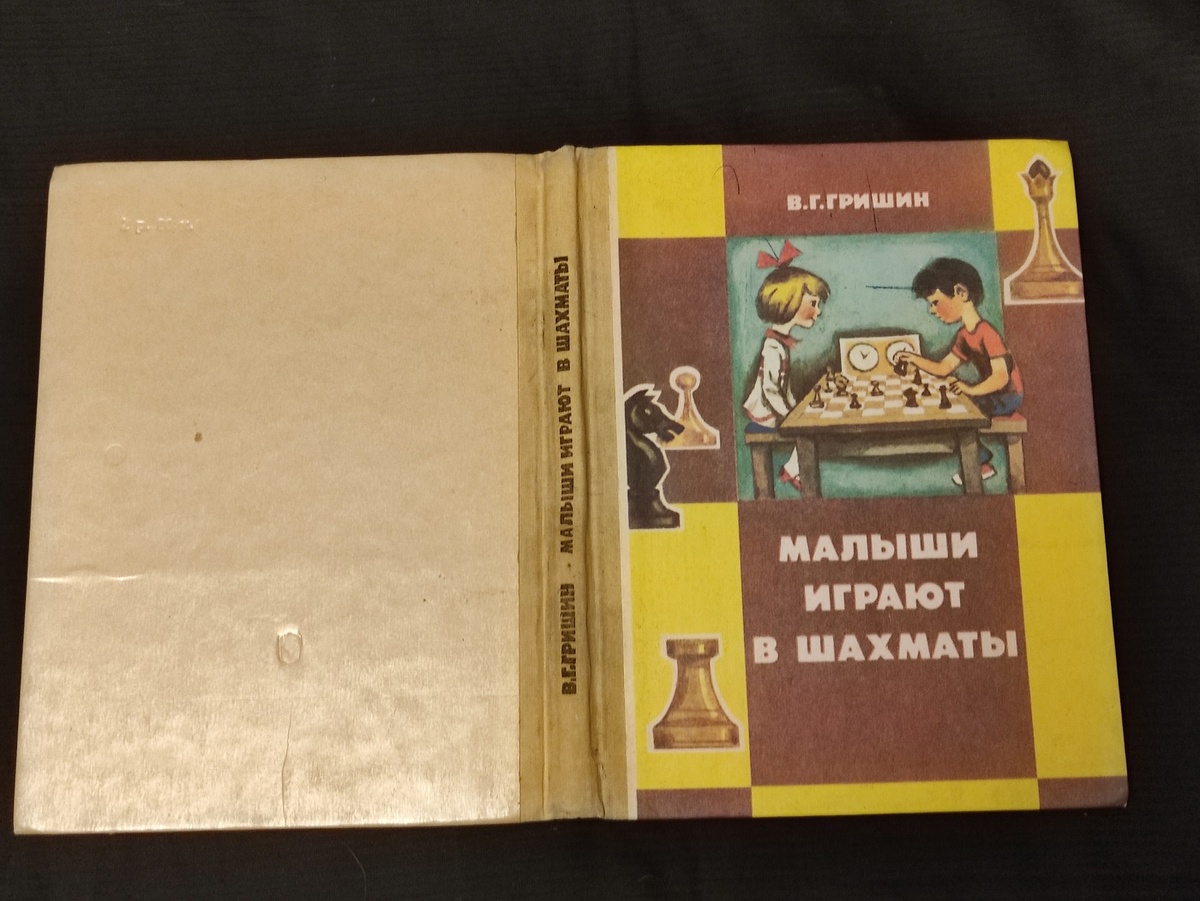 В.Г.ГРИШИН
МАЛЫШИ
ИГРАЮТ
В ШАХМАТЫ
В.Г.ГРИШИН · МАЛЫШИ ИГРАЮТ В ШАХМАТЫ